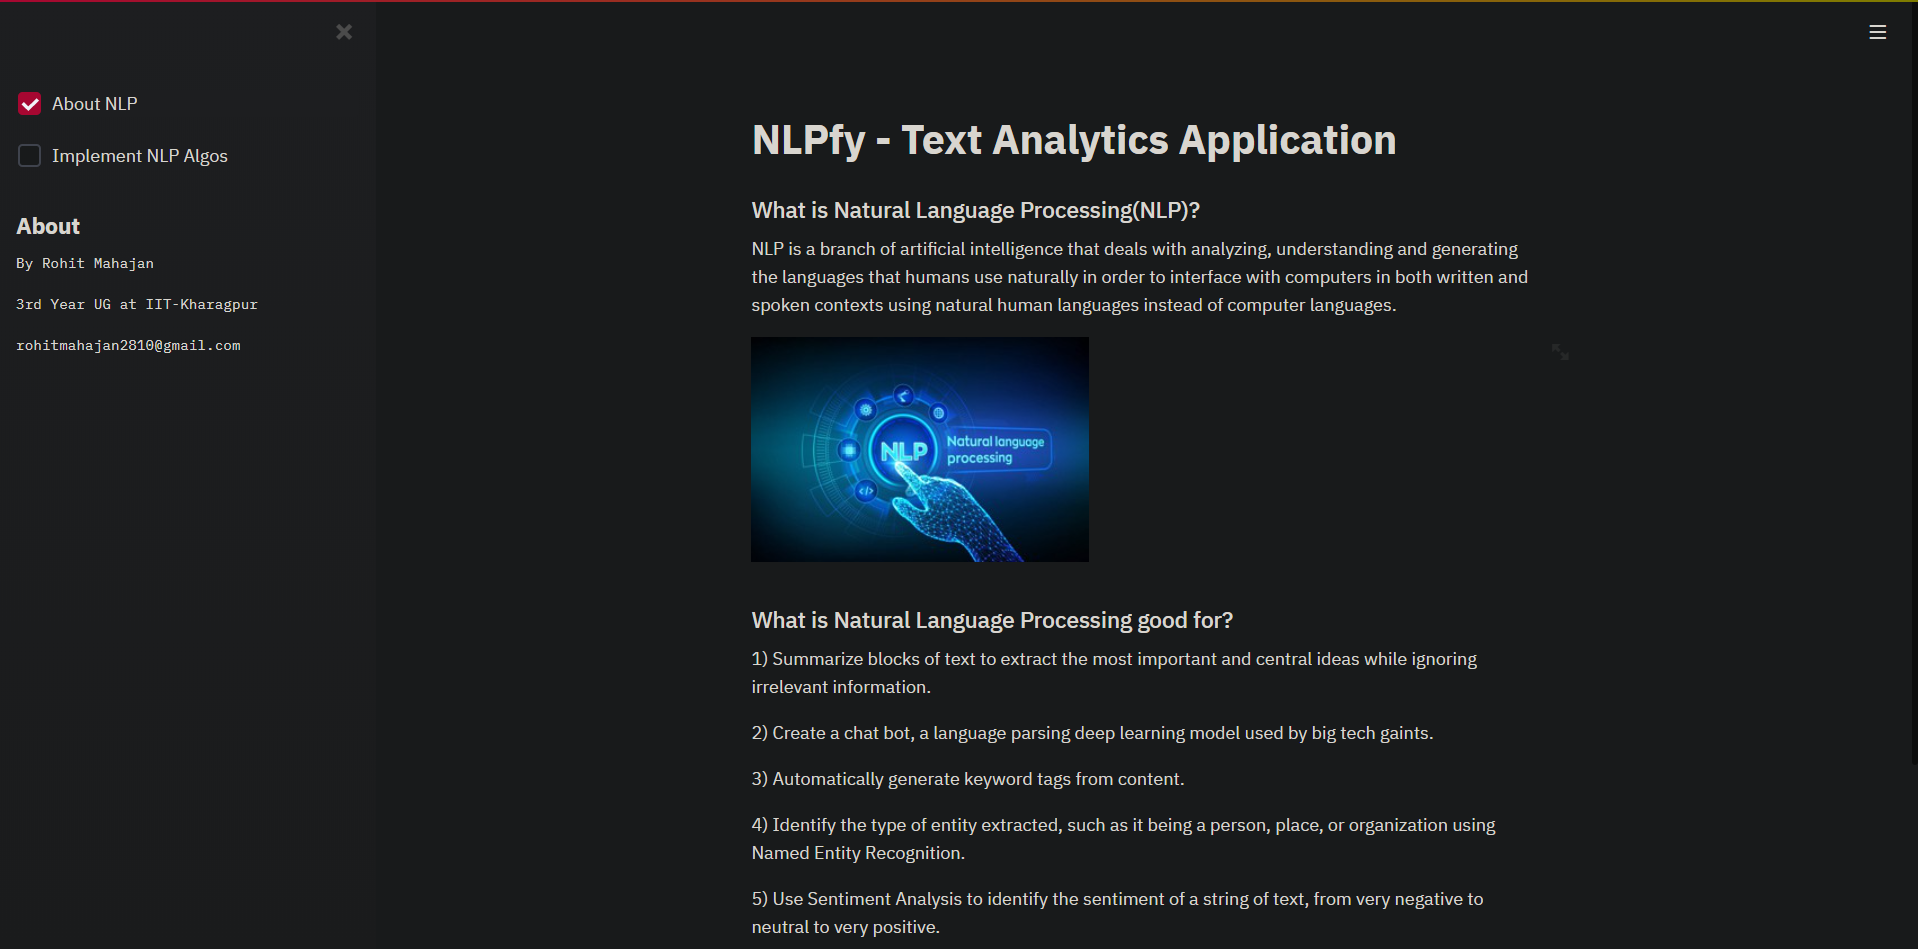 About NLP
Implement NLP Algos
About
By Rohit Mahajan
3rd Year UG at IIT-Kharagpur
rohitmahajan2810@gmail.com
NLPfy - Text Analytics Application
What is Natural Language Processing(NLP)?
NLP is a branch of artificial intelligence that deals with analyzing, understanding and generating
the languages that humans use naturally in order to interface with computers in both written and
spoken contexts using natural human languages instead of computer languages.
NLP
Natural language
processing
</>
What is Natural Language Processing good for?
1) Summarize blocks of text to extract the most important and central ideas while ignoring
irrelevant information.
2) Create a chat bot, a language parsing deep learning model used by big tech gaints.
3) Automatically generate keyword tags from content.
4) Identify the type of entity extracted, such as it being a person, place, or organization using
Named Entity Recognition.
5) Use Sentiment Analysis to identify the sentiment of a string of text, from very negative to
neutral to very positive.